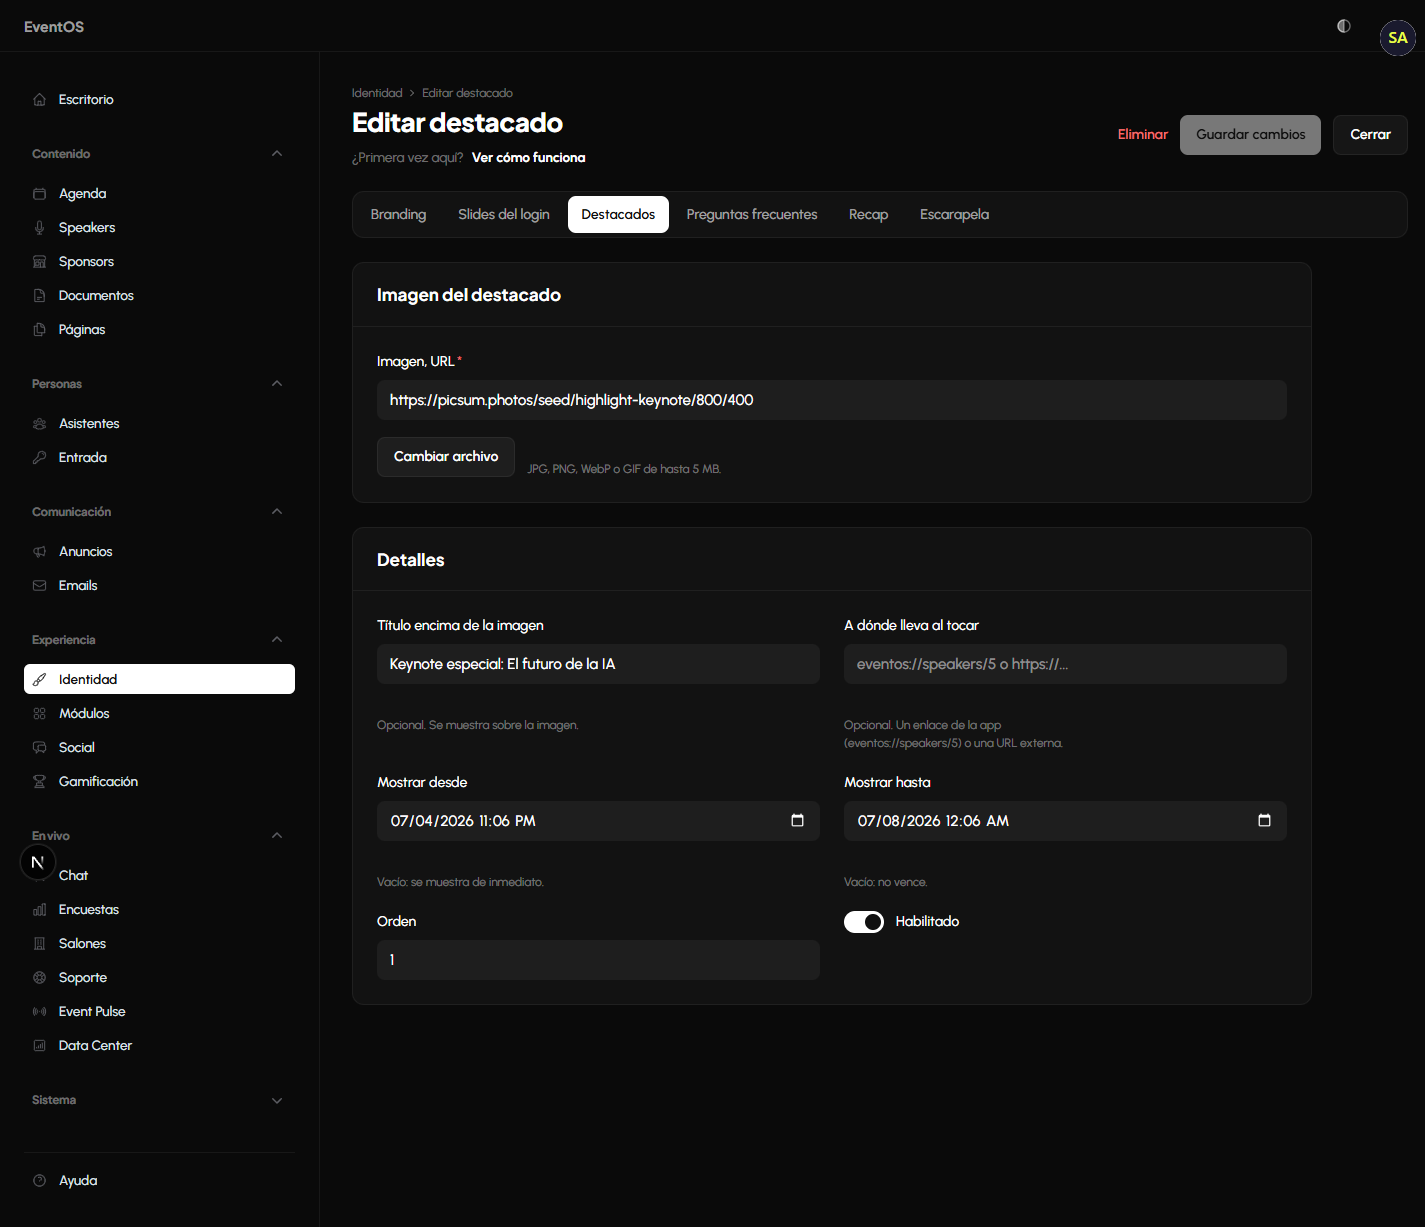 EventOS
SA
Escritorio
Contenido
Agenda
Speakers
Sponsors
Documentos
Páginas
Personas
Asistentes
Entrada
Comunicación
Anuncios
Emails
Experiencia
Identidad
Módulos
Social
Gamificación
En vivo
N
Chat
Encuestas
Salones
Soporte
Event Pulse
Data Center
Sistema
Ayuda
Identidad > Editar destacado
Editar destacado
¿Primera vez aquí? Ver cómo funciona
Eliminar
Guardar cambios
Cerrar
Branding
Slides del login
Destacados
Preguntas frecuentes
Recap
Escarapela
Imagen del destacado
Imagen, URL *
https://picsum.photos/seed/highlight-keynote/800/400
Cambiar archivo
JPG, PNG, WebP o GIF de hasta 5 MB.
Detalles
Título encima de la imagen
Keynote especial: El futuro de la IA
Opcional. Se muestra sobre la imagen.
A dónde lleva al tocar
eventos://speakers/5 o https://...
Opcional. Un enlace de la app
(eventos://speakers/5) o una URL externa.
Mostrar desde
07/04/2026 11:06 PM
Vacío: se muestra de inmediato.
Mostrar hasta
07/08/2026 12:06 AM
Vacío: no vence.
Orden
1
Habilitado